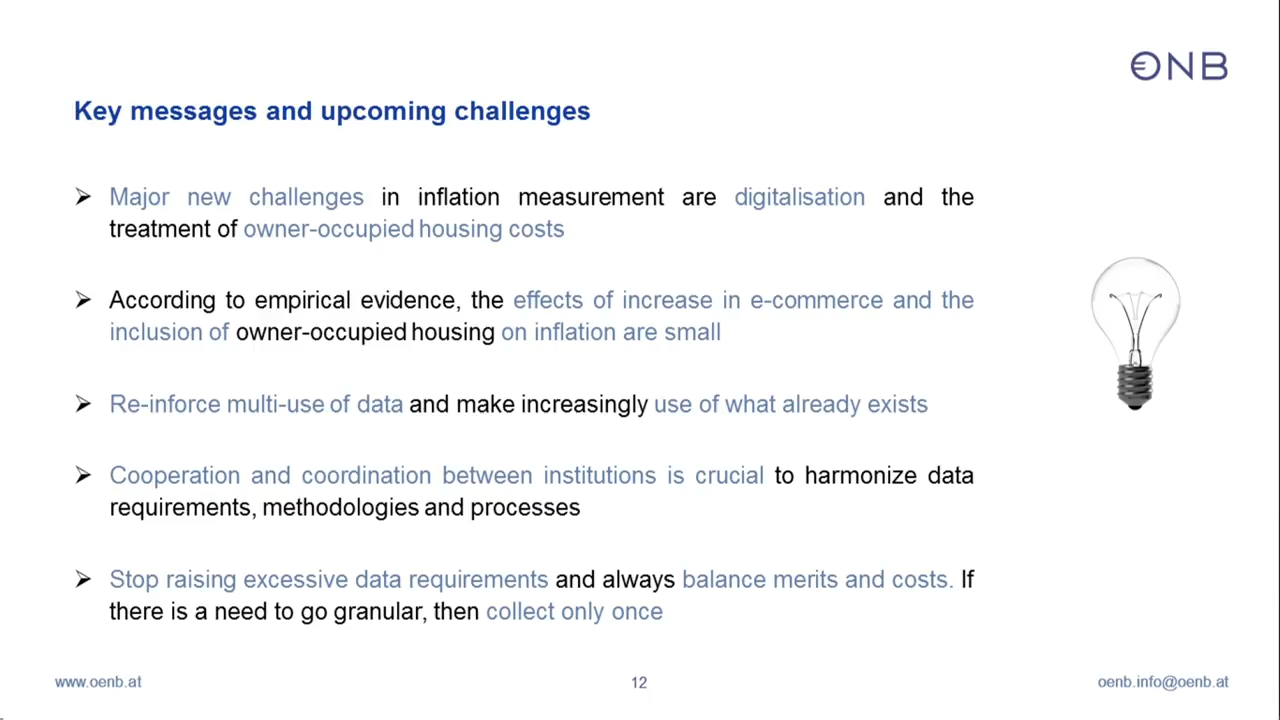 €NB
Key messages and upcoming challenges
Major new challenges in inflation measurement are digitalisation and the
treatment of owner-occupied housing costs
According to empirical evidence, the effects of increase in e-commerce and the
inclusion of owner-occupied housing on inflation are small
Re-inforce multi-use of data and make increasingly use of what already exists
Cooperation and coordination between institutions is crucial to harmonize data
requirements, methodologies and processes
Stop raising excessive data requirements and always balance merits and costs. If
there is a need to go granular, then collect only once
www.oenb.at
12
oenb.info@oenb.at